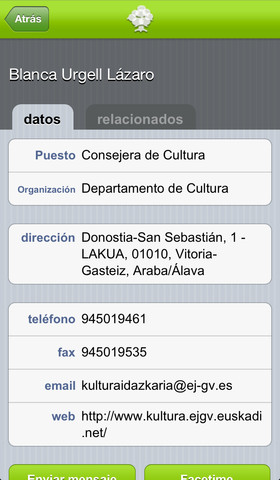 Atrás
Blanca Urgell Lázaro
datos relacionados
Puesto Consejera de Cultura
Organización Departamento de Cultura
dirección Donostia-San Sebastián, 1 -
LAKUA, 01010, Vitoria-
Gasteiz, Araba/Álava
teléfono 945019461
fax 945019535
email kulturaidazkaria@ej-gv.es
web http://www.kultura.ejgv.euskadi
.net/
Enviar mensaje Facetime